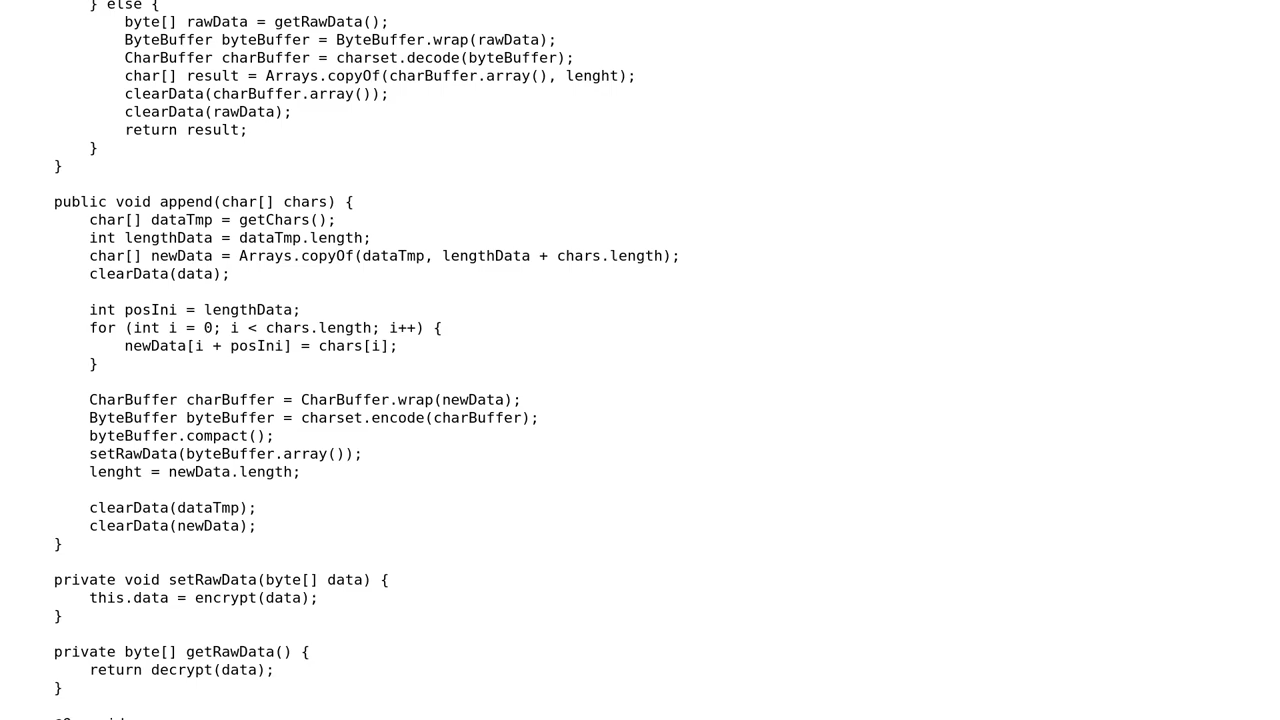 } else {
byte[] rawData = getRawData();
ByteBuffer byteBuffer = ByteBuffer.wrap(rawData);
CharBuffer charBuffer = charset.decode(byteBuffer);
char[] result = Arrays.copyOf(charBuffer.array(), lenght);
clearData(charBuffer.array());
clearData(rawData);
return result;
}
}
public void append(char[] chars) {
char[] dataTmp = getChars();
int lengthData = dataTmp.length;
char[] newData = Arrays.copyOf(dataTmp, lengthData + chars.length);
clearData(data);
int posIni = lengthData;
for (int i = 0; i < chars.length; i++) {
newData[i + posIni] = chars[i];
}
CharBuffer charBuffer = CharBuffer.wrap(newData);
ByteBuffer byteBuffer = charset.encode(charBuffer);
byteBuffer.compact();
setRawData(byteBuffer.array());
lenght = newData.length;
clearData(dataTmp);
clearData(newData);
}
private void setRawData(byte[] data) {
this.data = encrypt(data);
}
private byte[] getRawData() {
return decrypt(data);
}